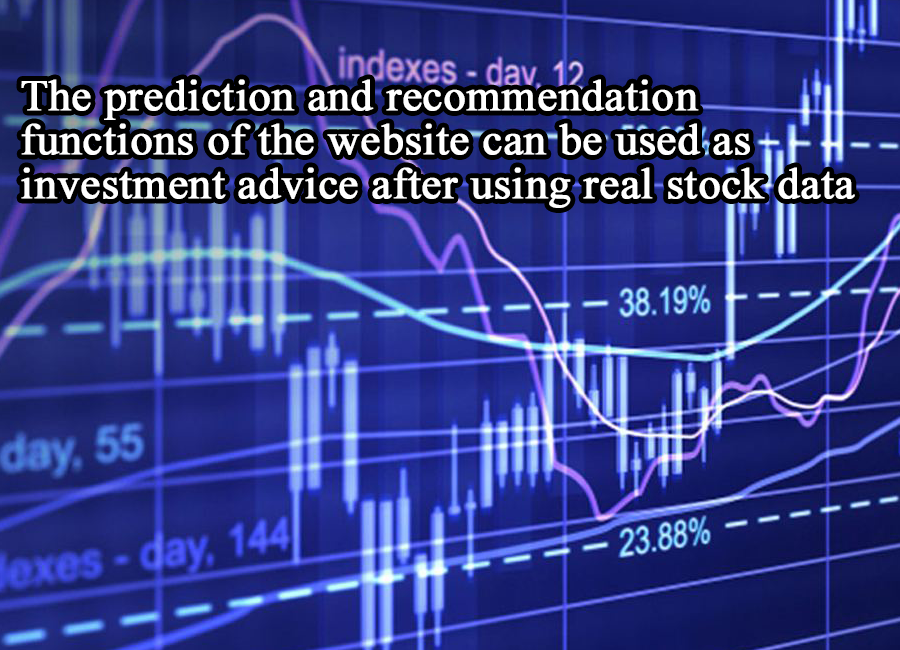 indexes - day, 12
The prediction and recommendation
functions of the website can be used as
investment advice after using real stock data
38.19%
day, 55
dexes - day, 144
23.88%